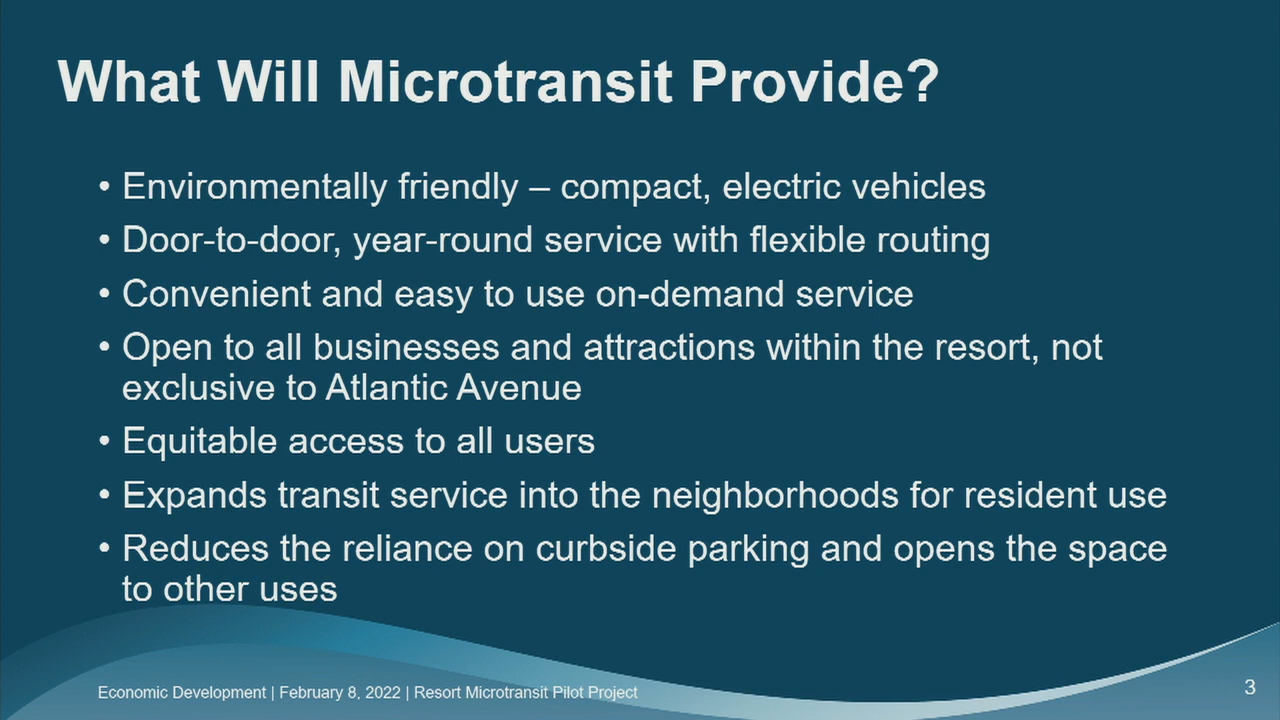 What Will Microtransit Provide?
• Environmentally friendly – compact, electric vehicles
• Door-to-door, year-round service with flexible routing
• Convenient and easy to use on-demand service
• Open to all businesses and attractions within the resort, not
exclusive to Atlantic Avenue
• Equitable access to all users
• Expands transit service into the neighborhoods for resident use
• Reduces the reliance on curbside parking and opens the space
to other uses
Economic Development | February 8, 2022 | Resort Microtransit Pilot Project
3